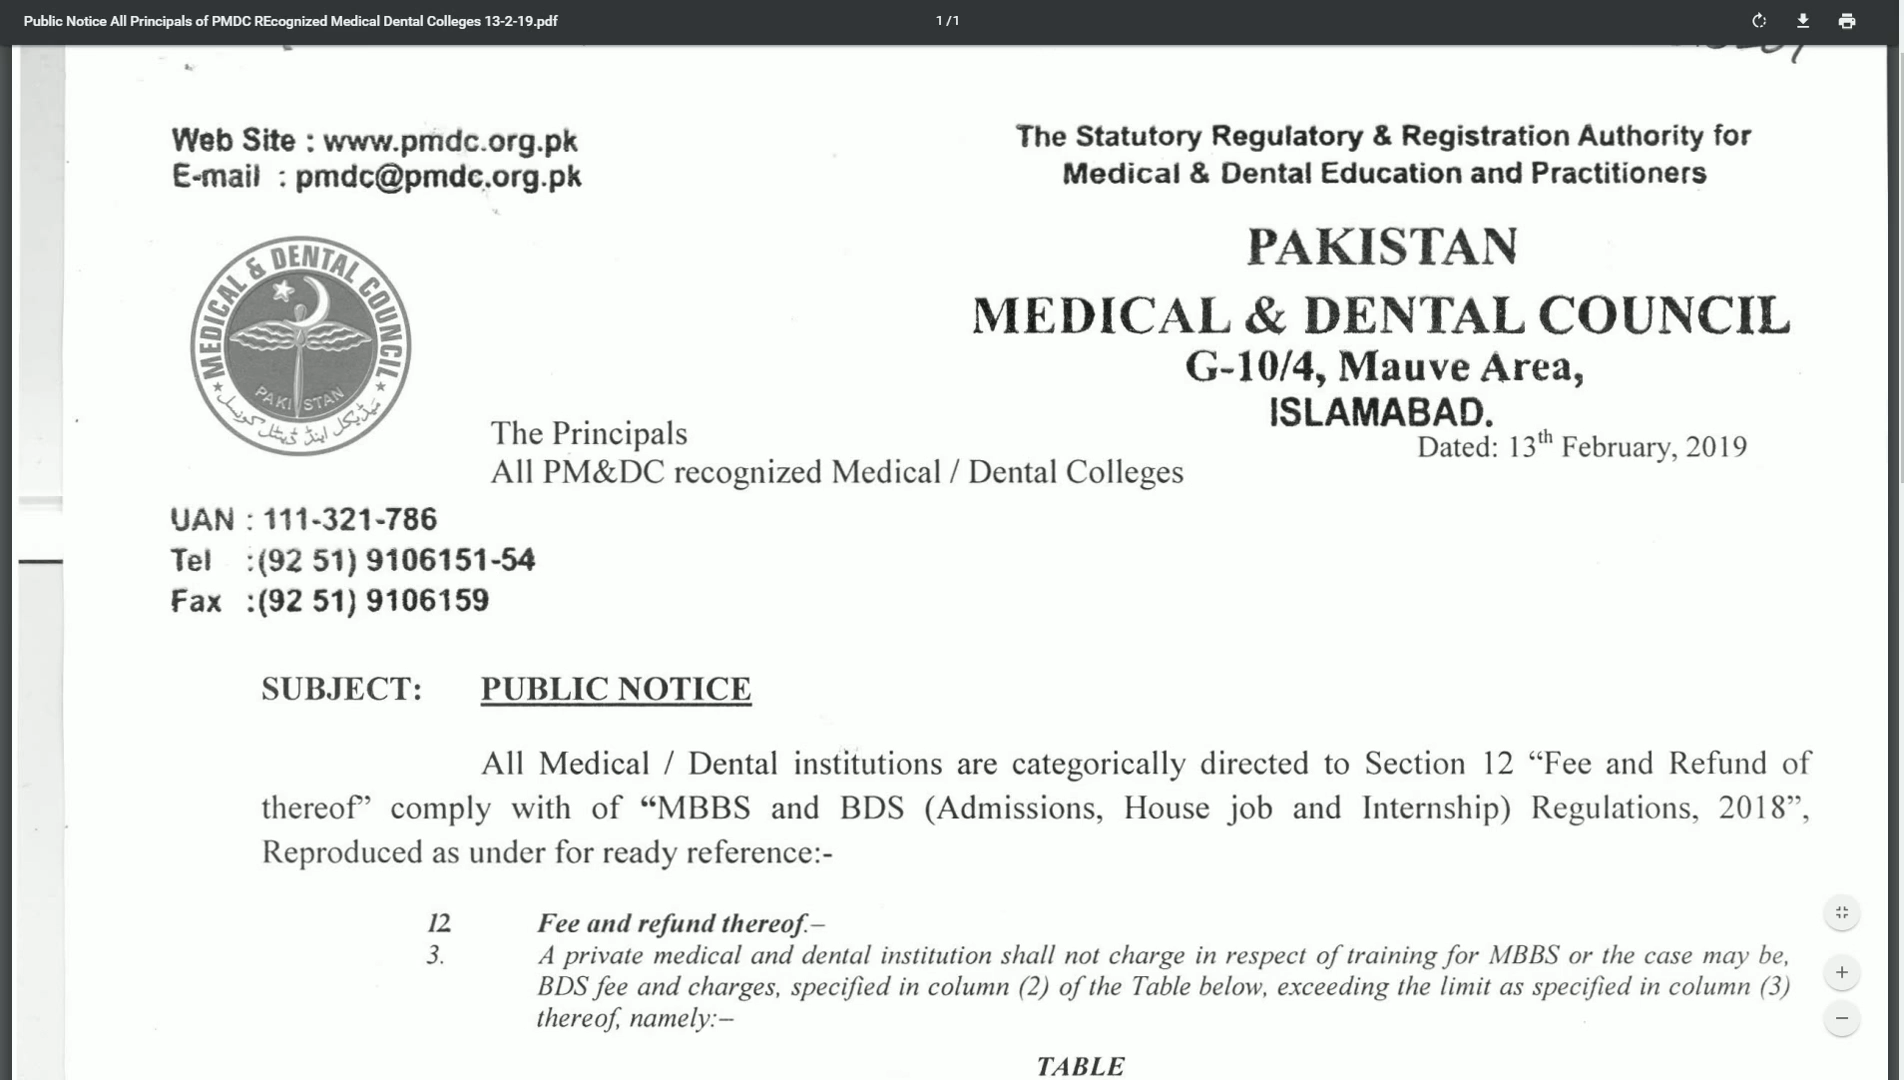 Public Notice All Principals of PMDC REcognized Medical Dental Colleges 13-2-19.pdf
1 / 1
Web Site : www.pmdc.org.pk
E-mail : pmdc@pmdc.org.pk
The Statutory Regulatory & Registration Authority for
Medical & Dental Education and Practitioners
PAKISTAN
MEDICAL & DENTAL COUNCIL
G-10/4, Mauve Area,
ISLAMABAD.
Dated: 13th February, 2019
MEDICAL & DENTAL COUNCIL
PAKISTAN
میڈیکل اینڈ ڈینٹل کونسل
The Principals
All PM&DC recognized Medical / Dental Colleges
UAN : 111-321-786
Tel :(92 51) 9106151-54
Fax :(92 51) 9106159
SUBJECT: PUBLIC NOTICE
All Medical / Dental institutions are categorically directed to Section 12 “Fee and Refund of
thereof” comply with of “MBBS and BDS (Admissions, House job and Internship) Regulations, 2018”,
Reproduced as under for ready reference:-
12 Fee and refund thereof.–
3. A private medical and dental institution shall not charge in respect of training for MBBS or the case may be,
BDS fee and charges, specified in column (2) of the Table below, exceeding the limit as specified in column (3)
thereof, namely:–
TABLE